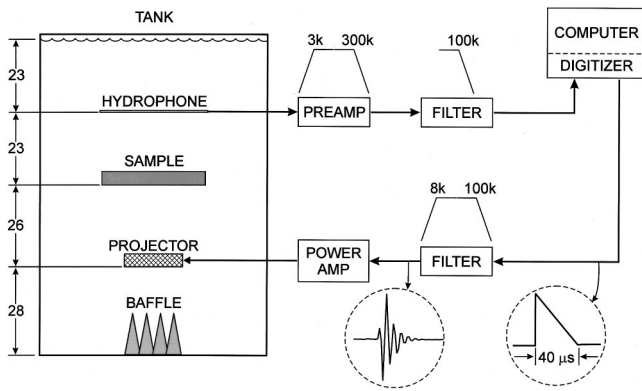 TANK
23
HYDROPHONE
23
SAMPLE
26
PROJECTOR
28
BAFFLE
3k 300k
PREAMP
100k
FILTER
COMPUTER
DIGITIZER
8k 100k
POWER
AMP
FILTER
40 μs